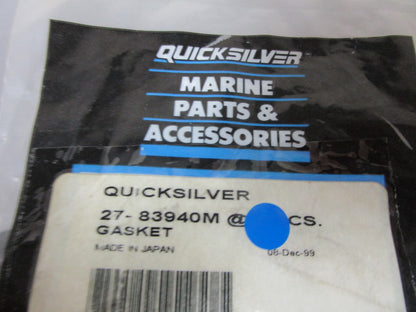 QUICKSILVER
MARINE
PARTS &
ACCESSORIES
QUICKSILVER
27- 83940M @ CS.
GASKET
MADE IN JAPAN 08-Dec-99